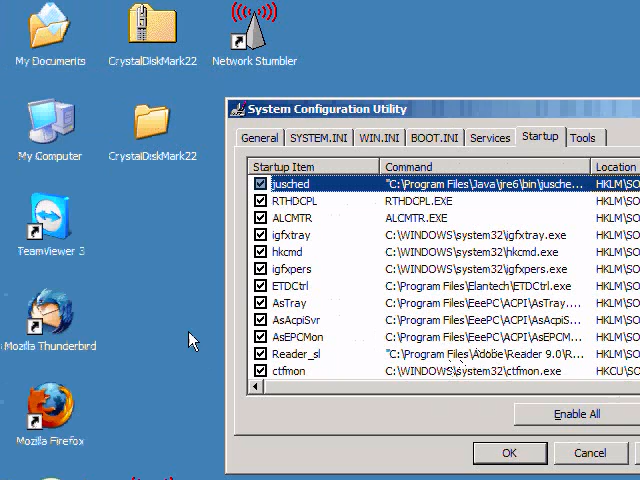 My Documents
CrystalDiskMark22
Network Stumbler
My Computer
CrystalDiskMark22
TeamViewer 3
Mozilla Thunderbird
Mozilla Firefox
System Configuration Utility
General SYSTEM.INI WIN.INI BOOT.INI Services Startup Tools
Startup Item Command Location
jusched "C:\Program Files\Java\jre6\bin\jusche... HKLM\SO
RTHDCPL RTHDCPL.EXE HKLM\SO
ALCMTR ALCMTR.EXE HKLM\SO
igfxtray C:\WINDOWS\system32\igfxtray.exe HKLM\SO
hkcmd C:\WINDOWS\system32\hkcmd.exe HKLM\SO
igfxpers C:\WINDOWS\system32\igfxpers.exe HKLM\SO
ETDCtrl C:\Program Files\Elantech\ETDCtrl.exe HKLM\SO
AsTray C:\Program Files\EeePC\ACPI\AsTray.... HKLM\SO
AsAcpiSvr C:\Program Files\EeePC\ACPI\AsAcpiS... HKLM\SO
AsEPCMon C:\Program Files\EeePC\ACPI\AsEPCM... HKLM\SO
Reader_sl "C:\Program Files\Adobe\Reader 9.0\R... HKLM\SO
ctfmon C:\WINDOWS\system32\ctfmon.exe HKCU\SO
Enable All
OK Cancel